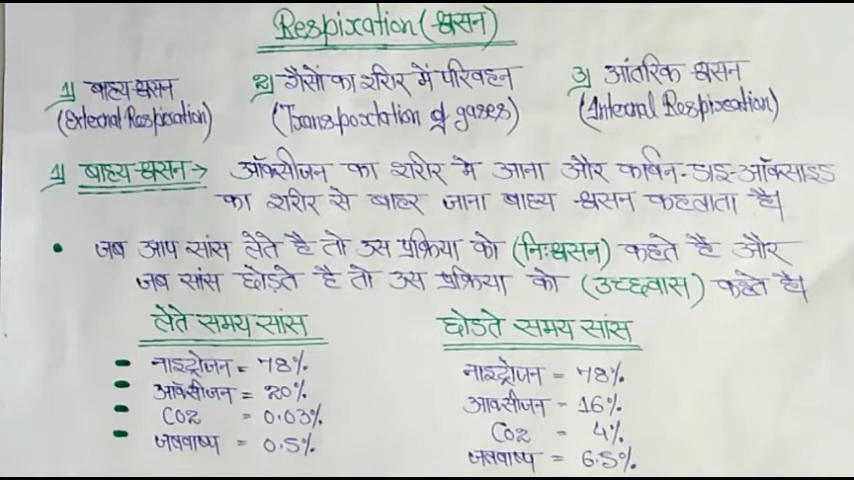 Respiration (श्वसन)
1) बाह्य श्वसन 2) गैसों का शरीर में परिवहन 3) आंतरिक श्वसन
(External Respiration) (Transportation of gases) (Internal Respiration)
1) बाह्य श्वसन → ऑक्सीजन का शरीर मे आना और कार्बन-डाइ-ऑक्साइड
का शरीर से बाहर जाना बाह्य श्वसन कहलाता है।
• जब आप सांस लेते है तो उस प्रक्रिया को (निःश्वसन) कहते है और
जब सांस छोड़ते है तो उस प्रक्रिया को (उच्छवास) कहते है।
लेते समय सांस
नाइट्रोजन = 78%
ऑक्सीजन = 20%
CO2 = 0.03%
जलवाष्प = 0.5%
छोडते समय सांस
नाइट्रोजन = 78%
आक्सीजन - 16%
CO2 = 4%
जलवाष्प = 6.5%